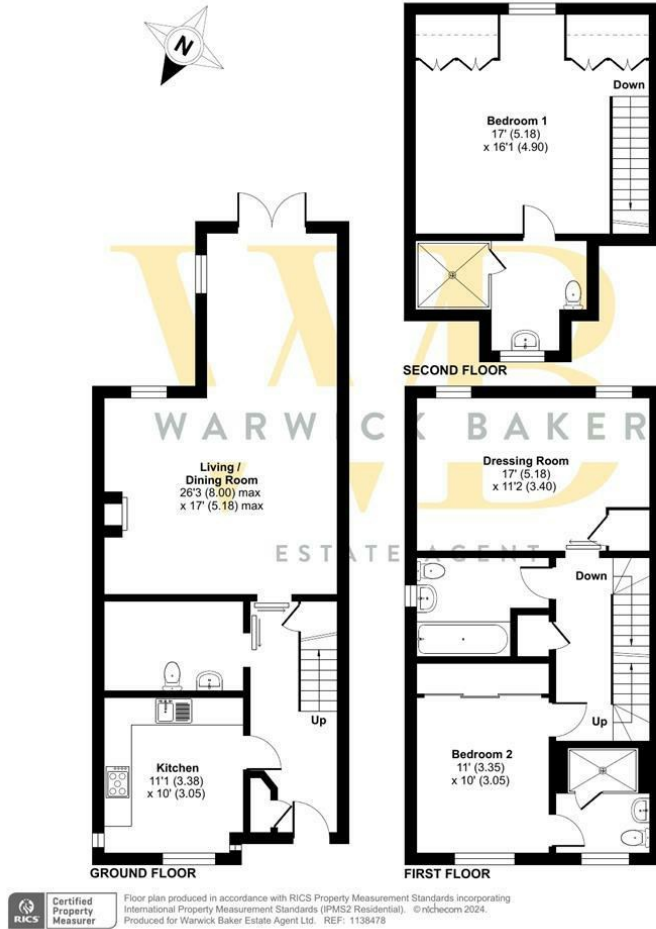 N
Down
Bedroom 1
17' (5.18)
x 16'1 (4.90)
SECOND FLOOR
WARWICK BAKER
ESTATE AGENT
Living /
Dining Room
26'3 (8.00) max
x 17' (5.18) max
Up
Kitchen
11'1 (3.38)
x 10' (3.05)
GROUND FLOOR
Dressing Room
17' (5.18)
x 11'2 (3.40)
Down
Up
Bedroom 2
11' (3.35)
x 10' (3.05)
FIRST FLOOR
RICS
Certified
Property
Measurer
Floor plan produced in accordance with RICS Property Measurement Standards incorporating
International Property Measurement Standards (IPMS2 Residential). © nichecom 2024.
Produced for Warwick Baker Estate Agent Ltd. REF: 1138478